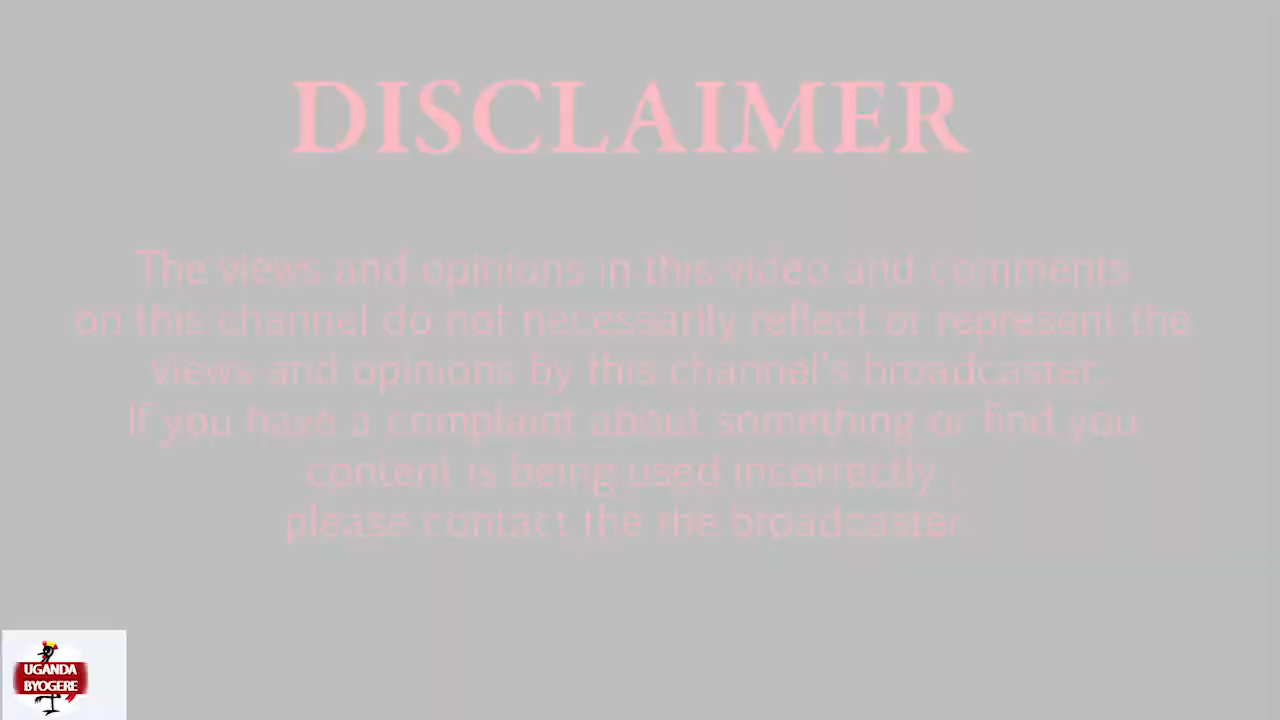 DISCLAIMER
The views and opinions in this video and comments
on this channel do not necessarily reflect or represent the
views and opinions by this channel's broadcaster.
If you have a complaint about something or find you
content is being used incorrectly ,
please contact the the broadcaster
UGANDA
BYOGERE